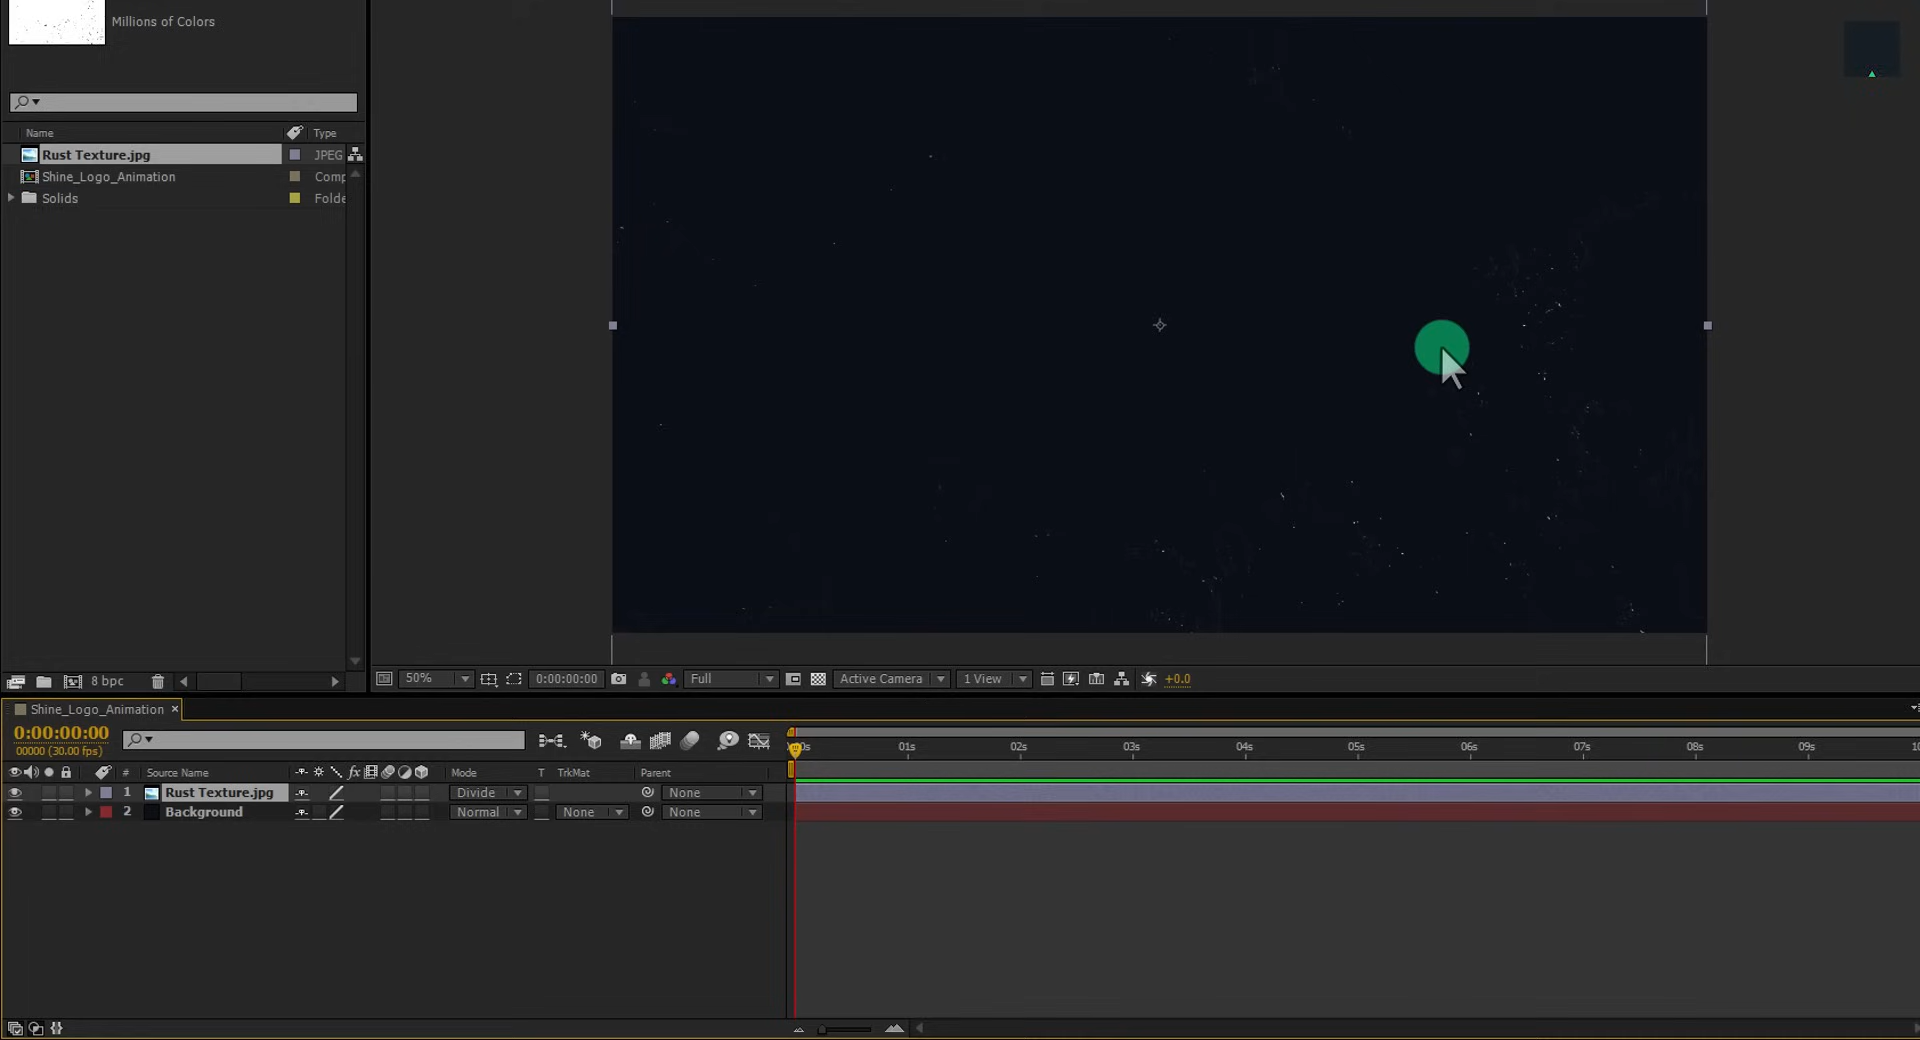 Millions of Colors
Name Type
Rust Texture.jpg JPEG
Shine_Logo_Animation Comp
Solids Folde
8 bpc
50% 0:00:00:00 Full Active Camera 1 View +0.0
Shine_Logo_Animation ×
0:00:00:00
00000 (30.00 fps)
0s 01s 02s 03s 04s 05s 06s 07s 08s 09s 10
# Source Name fx Mode T TrkMat Parent
1 Rust Texture.jpg Divide None
2 Background Normal None None